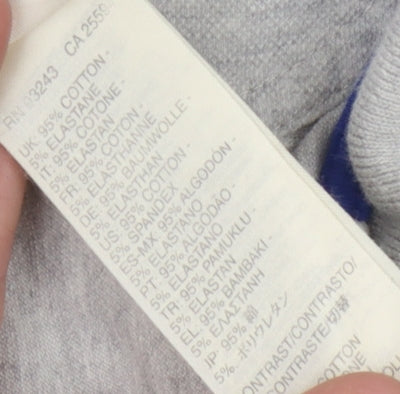 RN 93243 CA 2559
UK: 95% COTTON -
5% ELASTANE
IT: 95% COTONE -
5% ELASTAN
FR: 95% COTON -
5% ELASTHANNE
DE: 95% BAUMWOLLE -
5% ELASTHAN
US: 95% COTTON -
5% SPANDEX
ES-MX: 95% ALGODÓN -
5% ELASTANO
PT: 95% ALGODAO -
5% ELASTANO
TR: 95% PAMUKLU -
5% ELASTAN
EL: 95% BAMBAKI -
5% ΕΛΑΣΤΑΝΗ
JP: 95% 綿
5% ポリウレタン
CONTRAST/CONTRASTO/
CONTRASTE/切替
COTTON